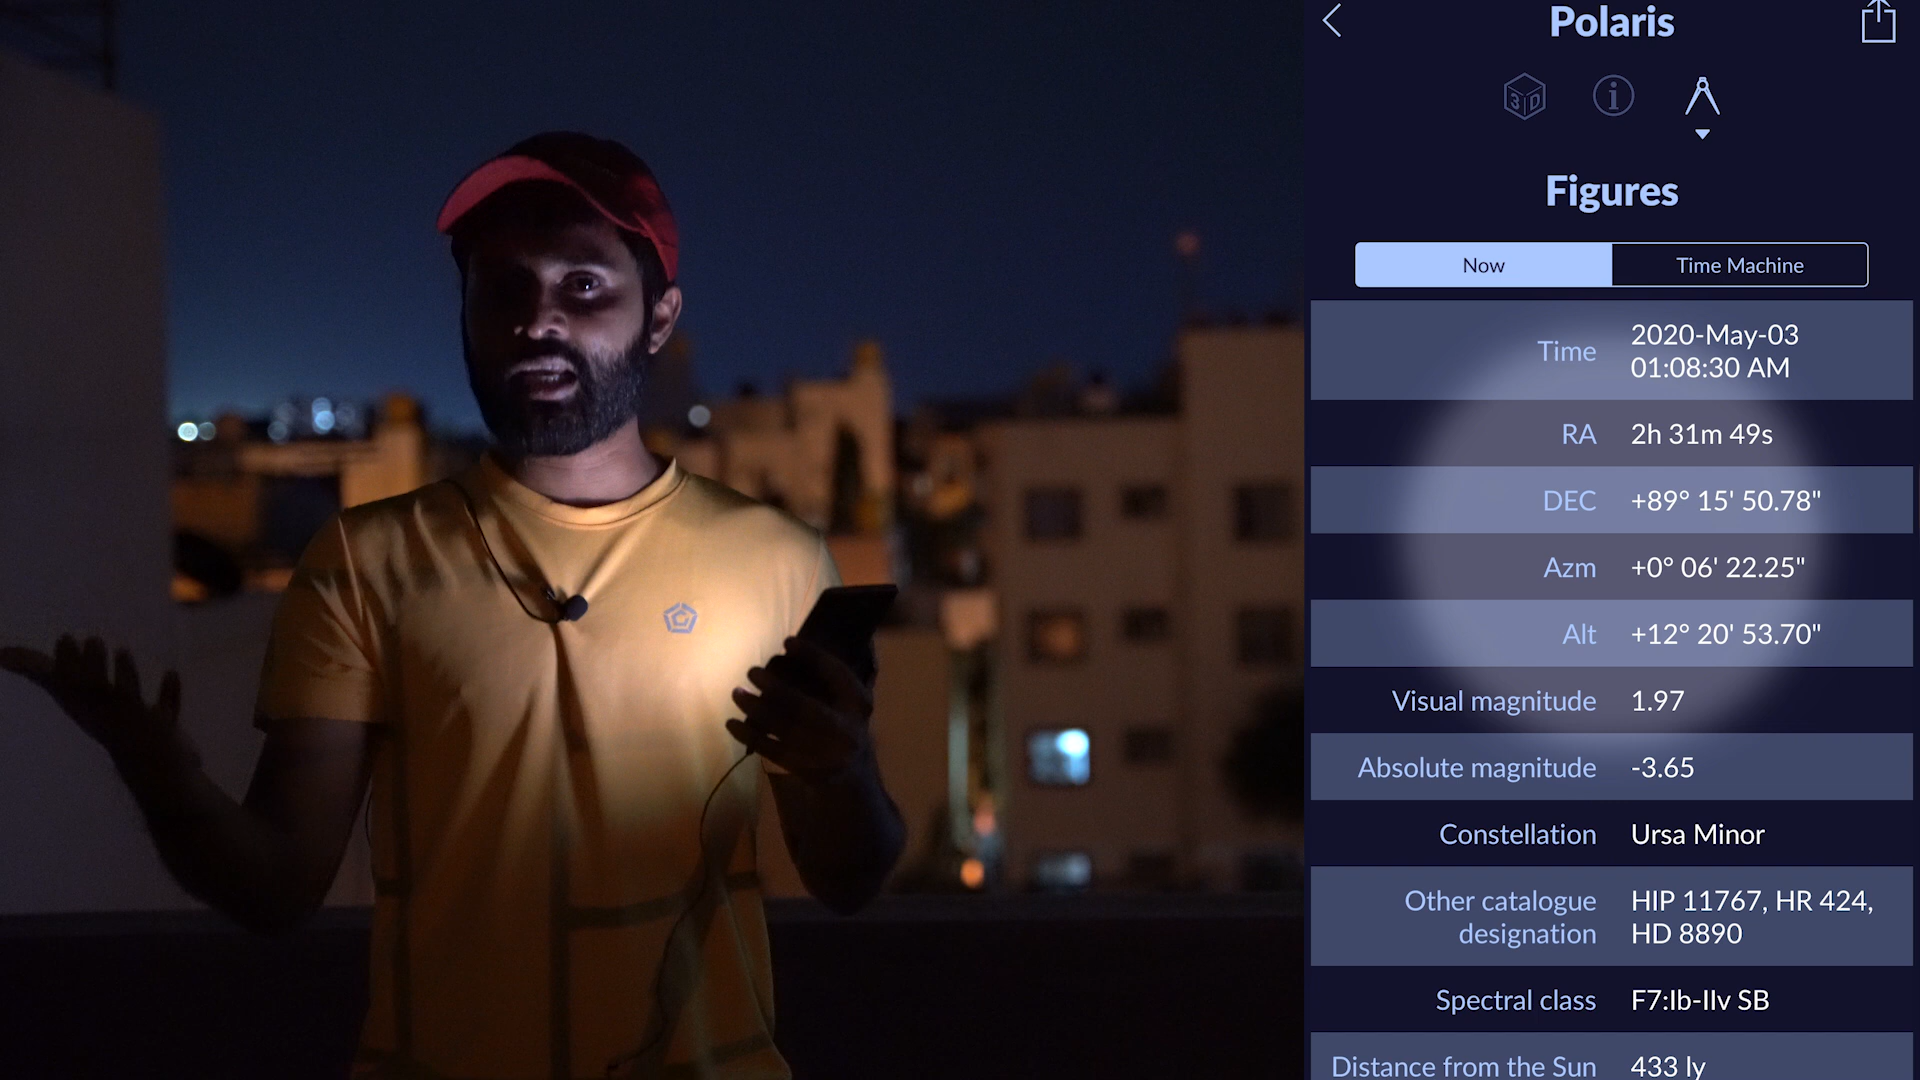 Polaris
3D
i
Figures
Now
Time Machine
Time
2020-May-03
01:08:30 AM
RA
2h 31m 49s
DEC
+89° 15' 50.78"
Azm
+0° 06' 22.25"
Alt
+12° 20' 53.70"
Visual magnitude
1.97
Absolute magnitude
-3.65
Constellation
Ursa Minor
Other catalogue
designation
HIP 11767, HR 424,
HD 8890
Spectral class
F7:Ib-IIv SB
Distance from the Sun
433 ly